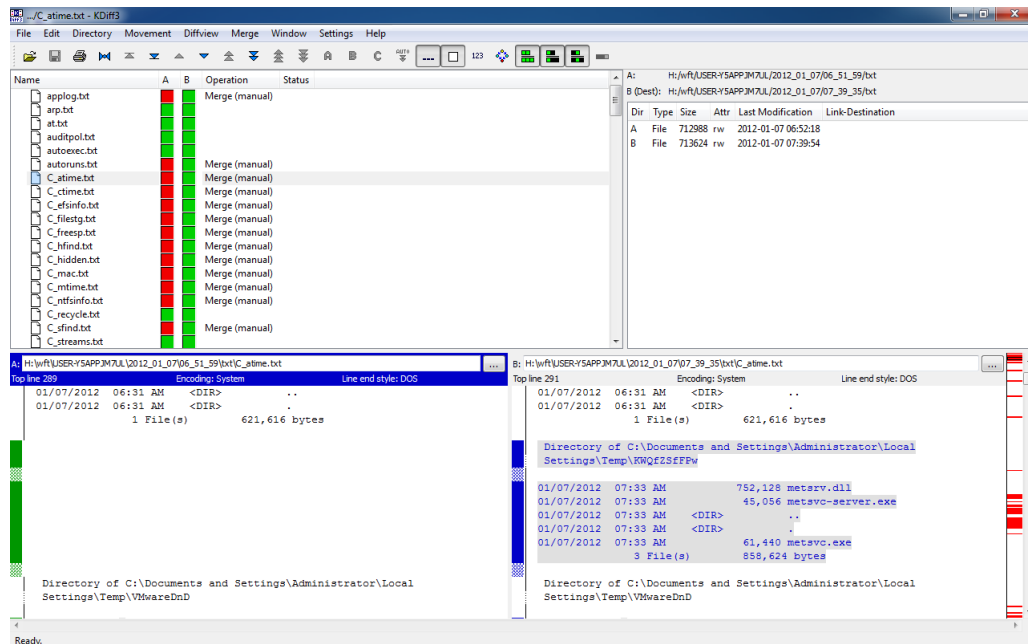 .../C_atime.txt - KDiff3
File Edit Directory Movement Diffview Merge Window Settings Help
A B C AUTO ... 123
Name A B Operation Status
applog.txt Merge (manual)
arp.txt
at.txt
auditpol.txt
autoexec.txt
autoruns.txt Merge (manual)
C_atime.txt Merge (manual)
C_ctime.txt Merge (manual)
C_efsinfo.txt Merge (manual)
C_filestg.txt Merge (manual)
C_freesp.txt Merge (manual)
C_hfind.txt Merge (manual)
C_hidden.txt Merge (manual)
C_mac.txt Merge (manual)
C_mtime.txt Merge (manual)
C_ntfsinfo.txt Merge (manual)
C_recycle.txt
C_sfind.txt Merge (manual)
C_streams.txt
A: H:/wft/USER-Y5APPJM7UL/2012_01_07/06_51_59/txt
B (Dest): H:/wft/USER-Y5APPJM7UL/2012_01_07/07_39_35/txt
Dir Type Size Attr Last Modification Link-Destination
A File 712988 rw 2012-01-07 06:52:18
B File 713624 rw 2012-01-07 07:39:54
A: H:\wft\USER-Y5APPJM7UL\2012_01_07\06_51_59\txt\C_atime.txt ...
Top line 289 Encoding: System Line end style: DOS
01/07/2012 06:31 AM <DIR> ..
01/07/2012 06:31 AM <DIR> .
1 File(s) 621,616 bytes
Directory of C:\Documents and Settings\Administrator\Local
Settings\Temp\VMwareDnD
B: H:\wft\USER-Y5APPJM7UL\2012_01_07\07_39_35\txt\C_atime.txt ...
Top line 291 Encoding: System Line end style: DOS
01/07/2012 06:31 AM <DIR> ..
01/07/2012 06:31 AM <DIR> .
1 File(s) 621,616 bytes
Directory of C:\Documents and Settings\Administrator\Local
Settings\Temp\KWQfZSfFPw
01/07/2012 07:33 AM 752,128 metsrv.dll
01/07/2012 07:33 AM 45,056 metsvc-server.exe
01/07/2012 07:33 AM <DIR> ..
01/07/2012 07:33 AM <DIR> .
01/07/2012 07:33 AM 61,440 metsvc.exe
3 File(s) 858,624 bytes
Directory of C:\Documents and Settings\Administrator\Local
Settings\Temp\VMwareDnD
Ready.